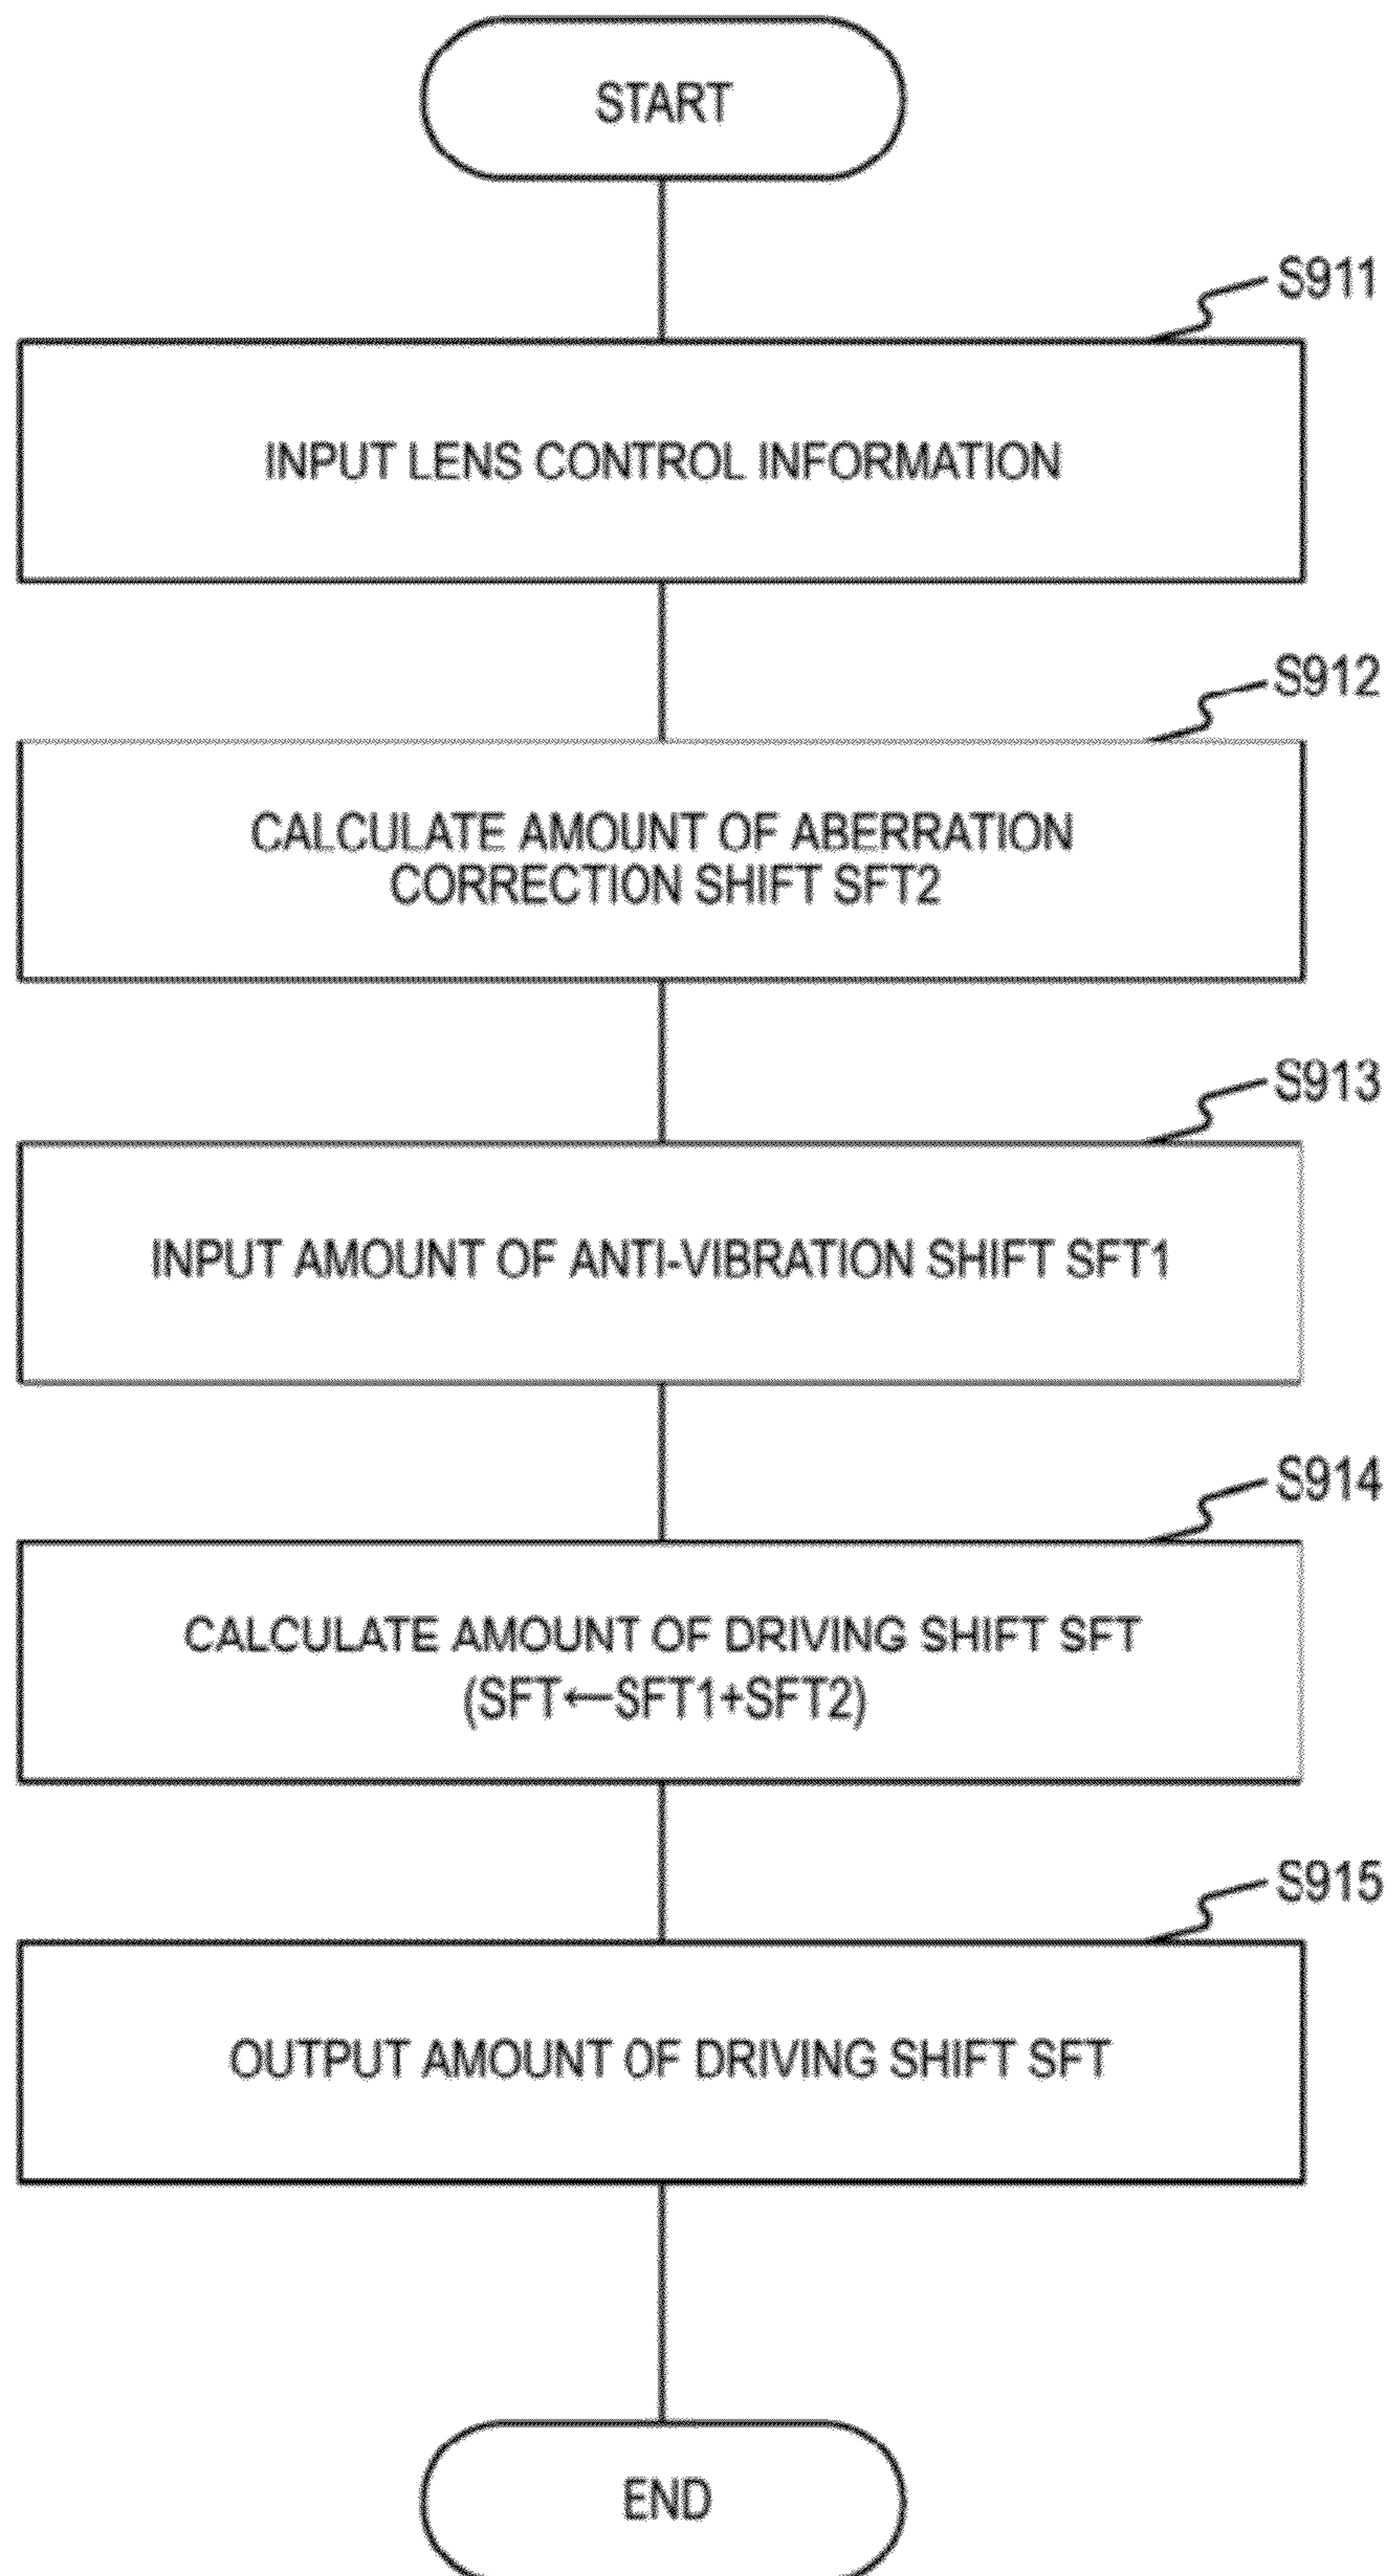 START
S911
INPUT LENS CONTROL INFORMATION
S912
CALCULATE AMOUNT OF ABERRATION
CORRECTION SHIFT SFT2
S913
INPUT AMOUNT OF ANTI-VIBRATION SHIFT SFT1
S914
CALCULATE AMOUNT OF DRIVING SHIFT SFT
(SFT←SFT1+SFT2)
S915
OUTPUT AMOUNT OF DRIVING SHIFT SFT
END